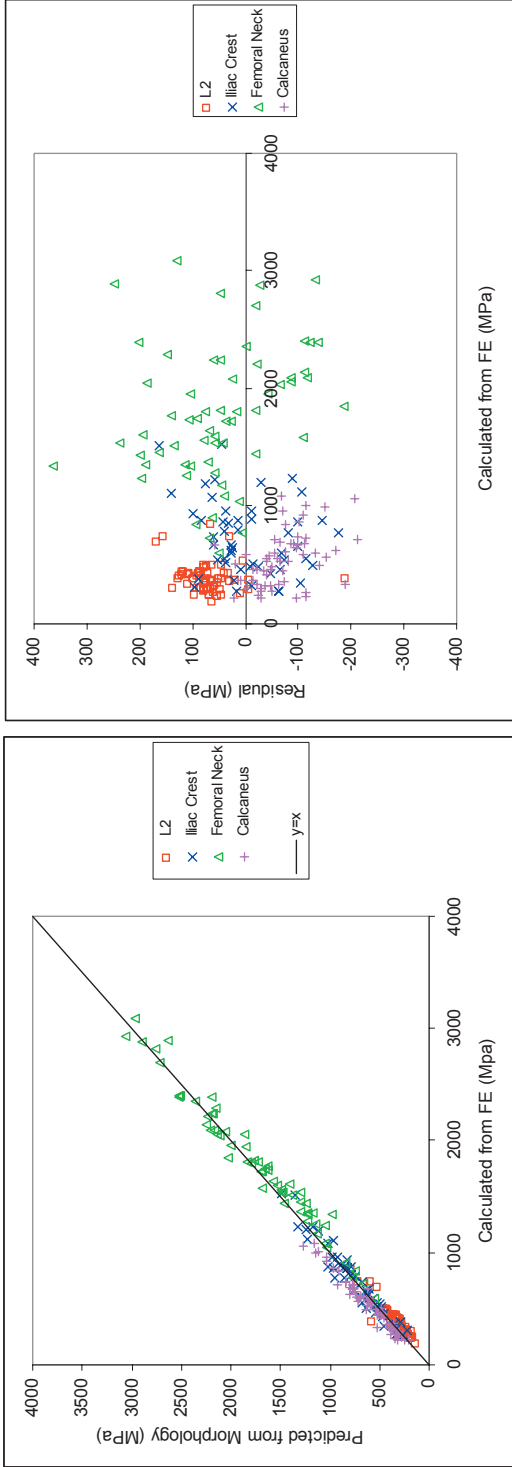 4000
3500
3000
2500
2000
1500
1000
500
0
0
1000
2000
3000
4000
Predicted from Morphology (MPa)
Calculated from FE (Mpa)
L2
Iliac Crest
Femoral Neck
Calcaneus
y=x
400
300
200
100
0
-100
-200
-300
-400
0
1000
2000
3000
4000
Residual (MPa)
Calculated from FE (MPa)
L2
Iliac Crest
Femoral Neck
Calcaneus